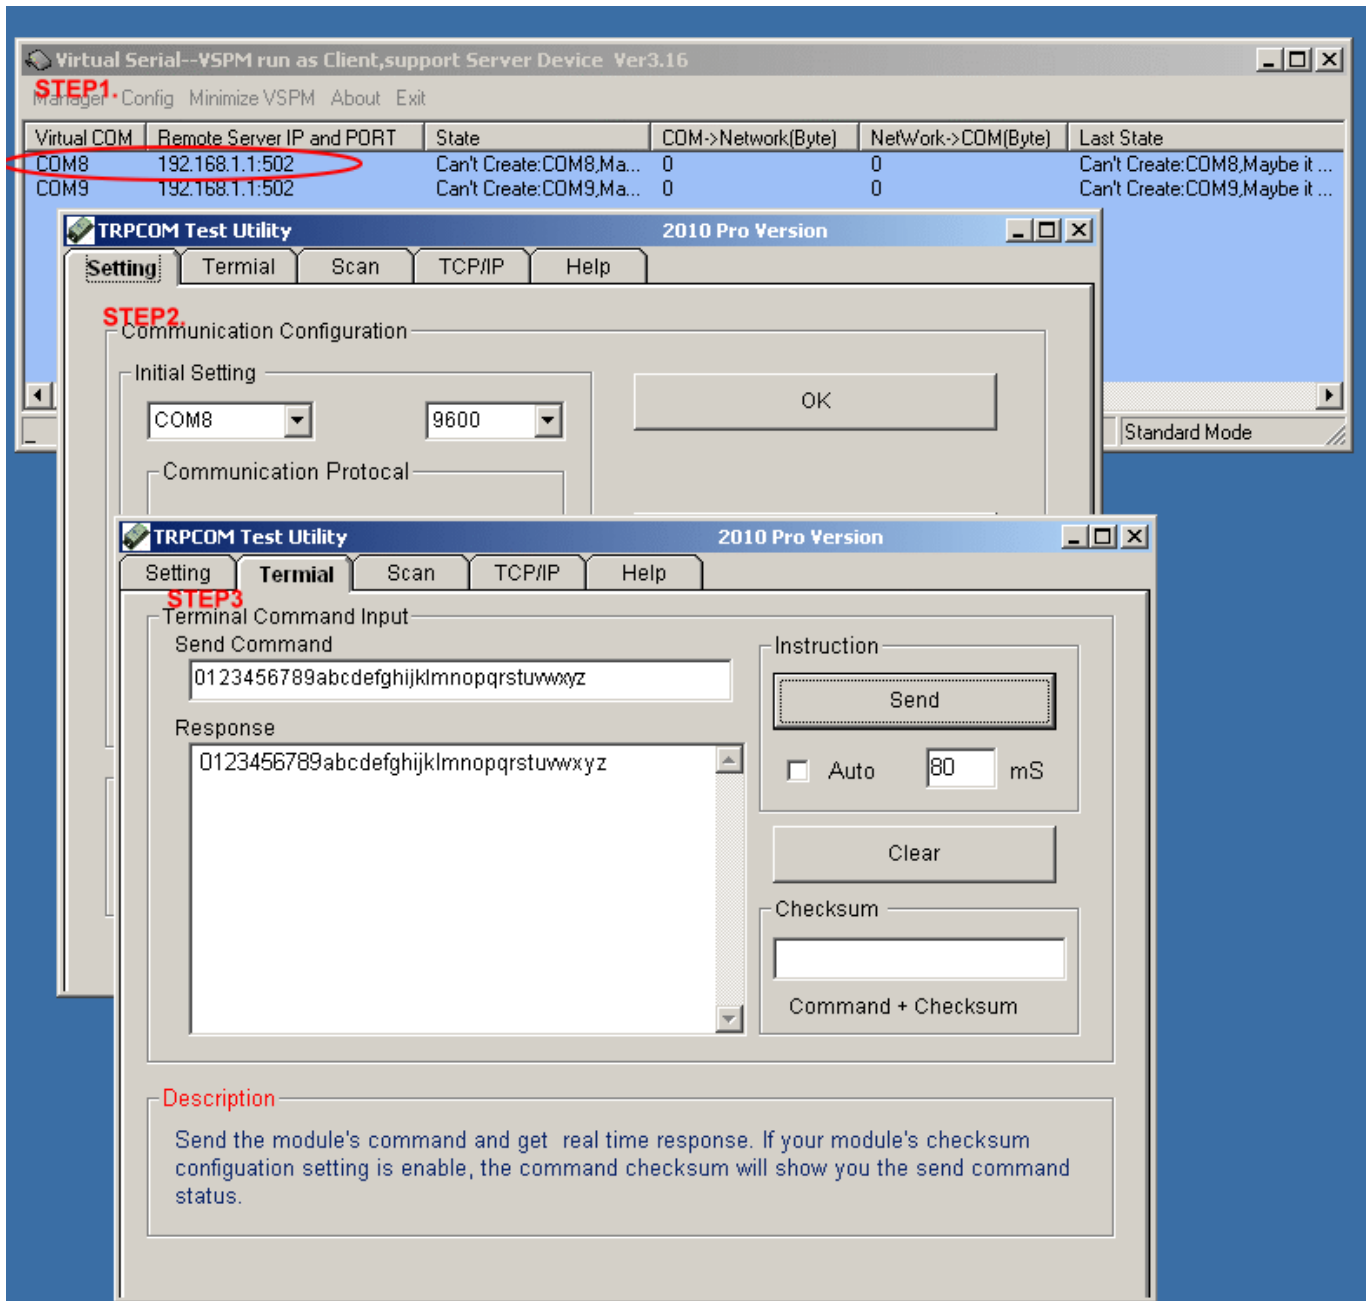 Virtual Serial--VSPM run as Client,support Server Device Ver3.16
STEP1.
Manager Config Minimize VSPM About Exit
Virtual COM Remote Server IP and PORT State COM->Network(Byte) NetWork->COM(Byte) Last State
COM8 192.168.1.1:502 Can't Create:COM8,Ma... 0 0 Can't Create:COM8,Maybe it ...
COM9 192.168.1.1:502 Can't Create:COM9,Ma... 0 0 Can't Create:COM9,Maybe it ...
TRPCOM Test Utility 2010 Pro Version
Setting Termial Scan TCP/IP Help
STEP2.
Communication Configuration
Initial Setting
OK
COM8 9600
Standard Mode
Communication Protocal
TRPCOM Test Utility 2010 Pro Version
Setting Termial Scan TCP/IP Help
STEP3
Terminal Command Input
Send Command
Instruction
0123456789abcdefghijklmnopqrstuvwxyz
Send
Response
0123456789abcdefghijklmnopqrstuvwxyz
Auto 80 mS
Clear
Checksum
Command + Checksum
Description
Send the module's command and get real time response. If your module's checksum
configuation setting is enable, the command checksum will show you the send command
status.